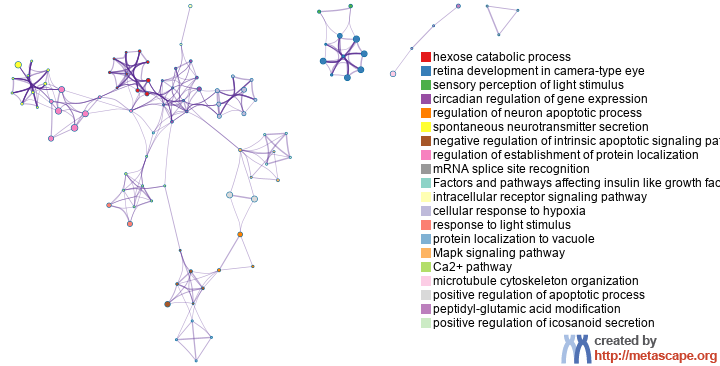 hexose catabolic process
retina development in camera-type eye
sensory perception of light stimulus
circadian regulation of gene expression
regulation of neuron apoptotic process
spontaneous neurotransmitter secretion
negative regulation of intrinsic apoptotic signaling pat
regulation of establishment of protein localization
mRNA splice site recognition
Factors and pathways affecting insulin like growth fac
intracellular receptor signaling pathway
cellular response to hypoxia
response to light stimulus
protein localization to vacuole
Mapk signaling pathway
Ca2+ pathway
microtubule cytoskeleton organization
positive regulation of apoptotic process
peptidyl-glutamic acid modification
positive regulation of icosanoid secretion
created by
http://metascape.org